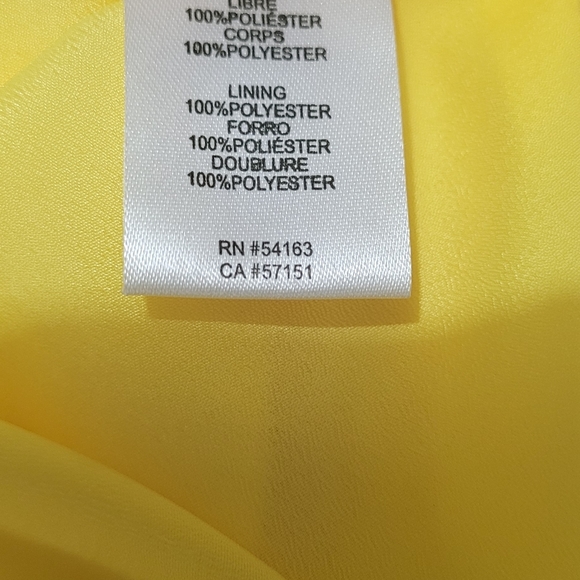 LIBRE
100%POLIÉSTER
CORPS
100%POLYESTER
LINING
100%POLYESTER
FORRO
100%POLIÉSTER
DOUBLURE
100%POLYESTER
RN #54163
CA #57151